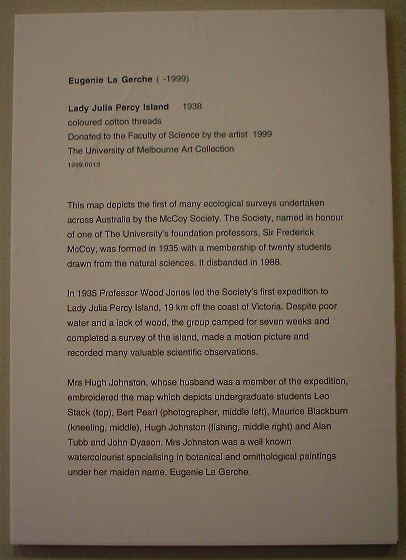 Eugenie La Gerche ( -1999)
Lady Julia Percy Island 1938
coloured cotton threads
Donated to the Faculty of Science by the artist 1999
The University of Melbourne Art Collection
1999.0013
This map depicts the first of many ecological surveys undertaken
across Australia by the McCoy Society. The Society, named in honour
of one of The University's foundation professors, Sir Frederick
McCoy, was formed in 1935 with a membership of twenty students
drawn from the natural sciences. It disbanded in 1988.
In 1935 Professor Wood Jones led the Society's first expedition to
Lady Julia Percy Island, 19 km off the coast of Victoria. Despite poor
water and a lack of wood, the group camped for seven weeks and
completed a survey of the island, made a motion picture and
recorded many valuable scientific observations.
Mrs Hugh Johnston, whose husband was a member of the expedition,
embroidered the map which depicts undergraduate students Leo
Stack (top), Bert Pearl (photographer, middle left), Maurice Blackburn
(kneeling, middle), Hugh Johnston (fishing, middle right) and Alan
Tubb and John Dyason. Mrs Johnston was a well known
watercolourist specialising in botanical and ornithological paintings
under her maiden name, Eugenie La Gerche.